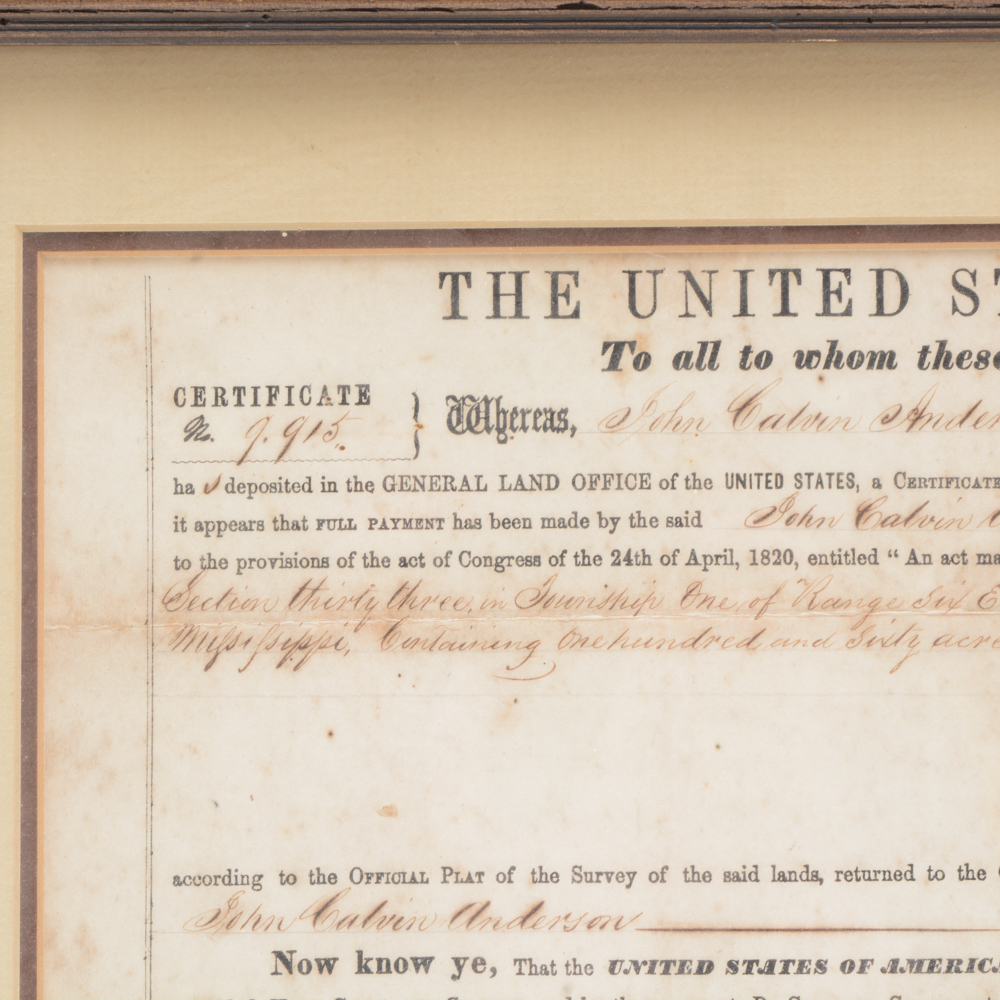 THE UNITED ST
To all to whom these
CERTIFICATE
No. 9.915.
Whereas, John Calvin Ander
has deposited in the GENERAL LAND OFFICE of the UNITED STATES, a CERTIFICATE
it appears that FULL PAYMENT has been made by the said John Calvin
to the provisions of the act of Congress of the 24th of April, 1820, entitled “ An act ma
Section thirty three, in Township One, of Range Six E
Mississippi, Containing One hundred and Sixty acre
according to the OFFICIAL PLAT of the Survey of the said lands, returned to the
John Calvin Anderson
Now know ye, That the UNITED STATES OF AMERICA